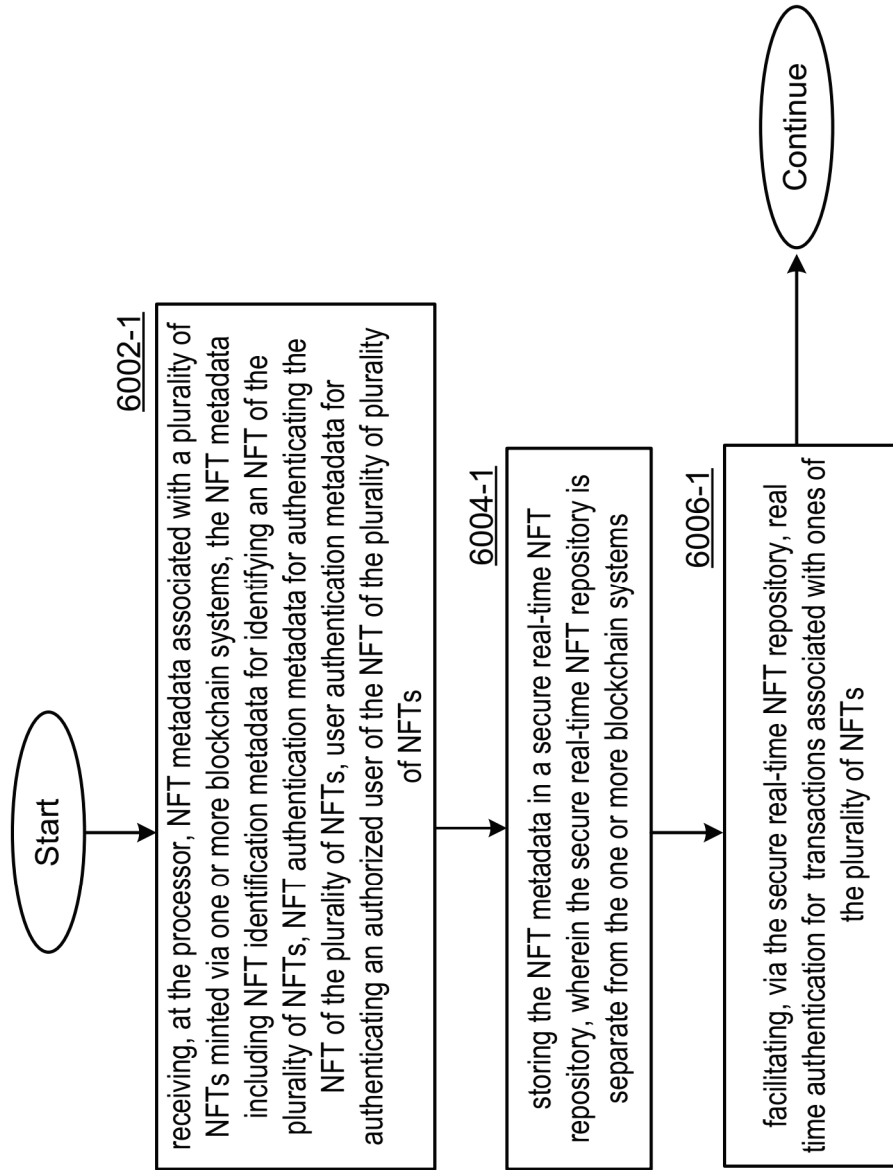 Start
6002-1
receiving, at the processor, NFT metadata associated with a plurality of
NFTs minted via one or more blockchain systems, the NFT metadata
including NFT identification metadata for identifying an NFT of the
plurality of NFTs, NFT authentication metadata for authenticating the
NFT of the plurality of NFTs, user authentication metadata for
authenticating an authorized user of the NFT of the plurality of plurality
of NFTs
6004-1
storing the NFT metadata in a secure real-time NFT
repository, wherein the secure real-time NFT repository is
separate from the one or more blockchain systems
6006-1
facilitating, via the secure real-time NFT repository, real
time authentication for transactions associated with ones of
the plurality of NFTs
Continue